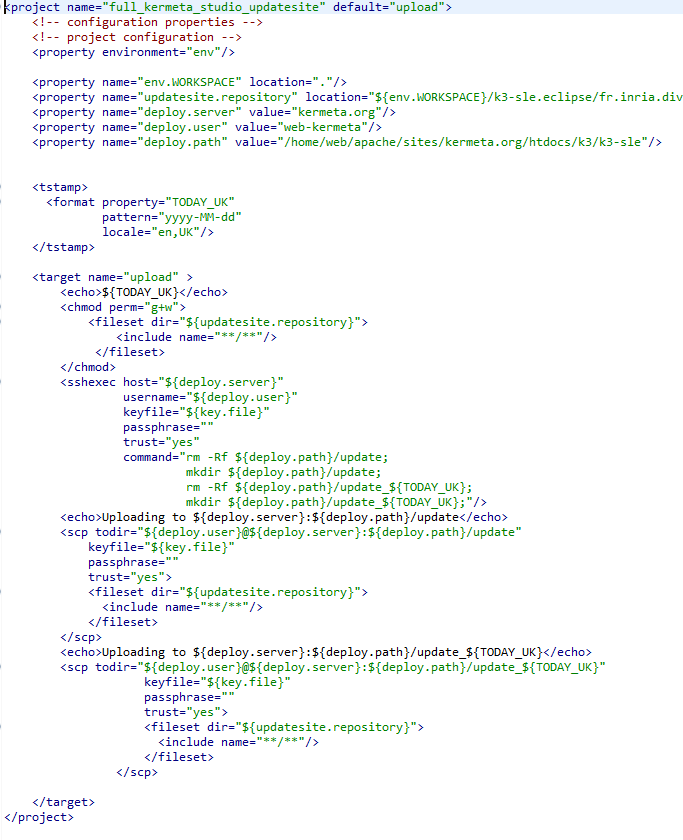 <project name="full_kermeta_studio_updatesite" default="upload">
    <!-- configuration properties -->
    <!-- project configuration -->
    <property environment="env"/>

    <property name="env.WORKSPACE" location="."/>
    <property name="updatesite.repository" location="${env.WORKSPACE}/k3-sle.eclipse/fr.inria.div
    <property name="deploy.server" value="kermeta.org"/>
    <property name="deploy.user" value="web-kermeta"/>
    <property name="deploy.path" value="/home/web/apache/sites/kermeta.org/htdocs/k3/k3-sle"/>


    <tstamp>
      <format property="TODAY_UK"
              pattern="yyyy-MM-dd"
              locale="en,UK"/>
    </tstamp>

    <target name="upload" >
        <echo>${TODAY_UK}</echo>
        <chmod perm="g+w">
            <fileset dir="${updatesite.repository}">
                <include name="**/**"/>
             </fileset>
        </chmod>
        <sshexec host="${deploy.server}"
                 username="${deploy.user}"
                 keyfile="${key.file}"
                 passphrase=""
                 trust="yes"
                 command="rm -Rf ${deploy.path}/update;
                          mkdir ${deploy.path}/update;
                          rm -Rf ${deploy.path}/update_${TODAY_UK};
                          mkdir ${deploy.path}/update_${TODAY_UK};"/>
        <echo>Uploading to ${deploy.server}:${deploy.path}/update</echo>
        <scp todir="${deploy.user}@${deploy.server}:${deploy.path}/update"
            keyfile="${key.file}"
            passphrase=""
            trust="yes">
            <fileset dir="${updatesite.repository}">
              <include name="**/**"/>
            </fileset>
        </scp>
        <echo>Uploading to ${deploy.server}:${deploy.path}/update_${TODAY_UK}</echo>
        <scp todir="${deploy.user}@${deploy.server}:${deploy.path}/update_${TODAY_UK}"
                    keyfile="${key.file}"
                    passphrase=""
                    trust="yes">
                    <fileset dir="${updatesite.repository}">
                      <include name="**/**"/>
                    </fileset>
                </scp>

    </target>
</project>